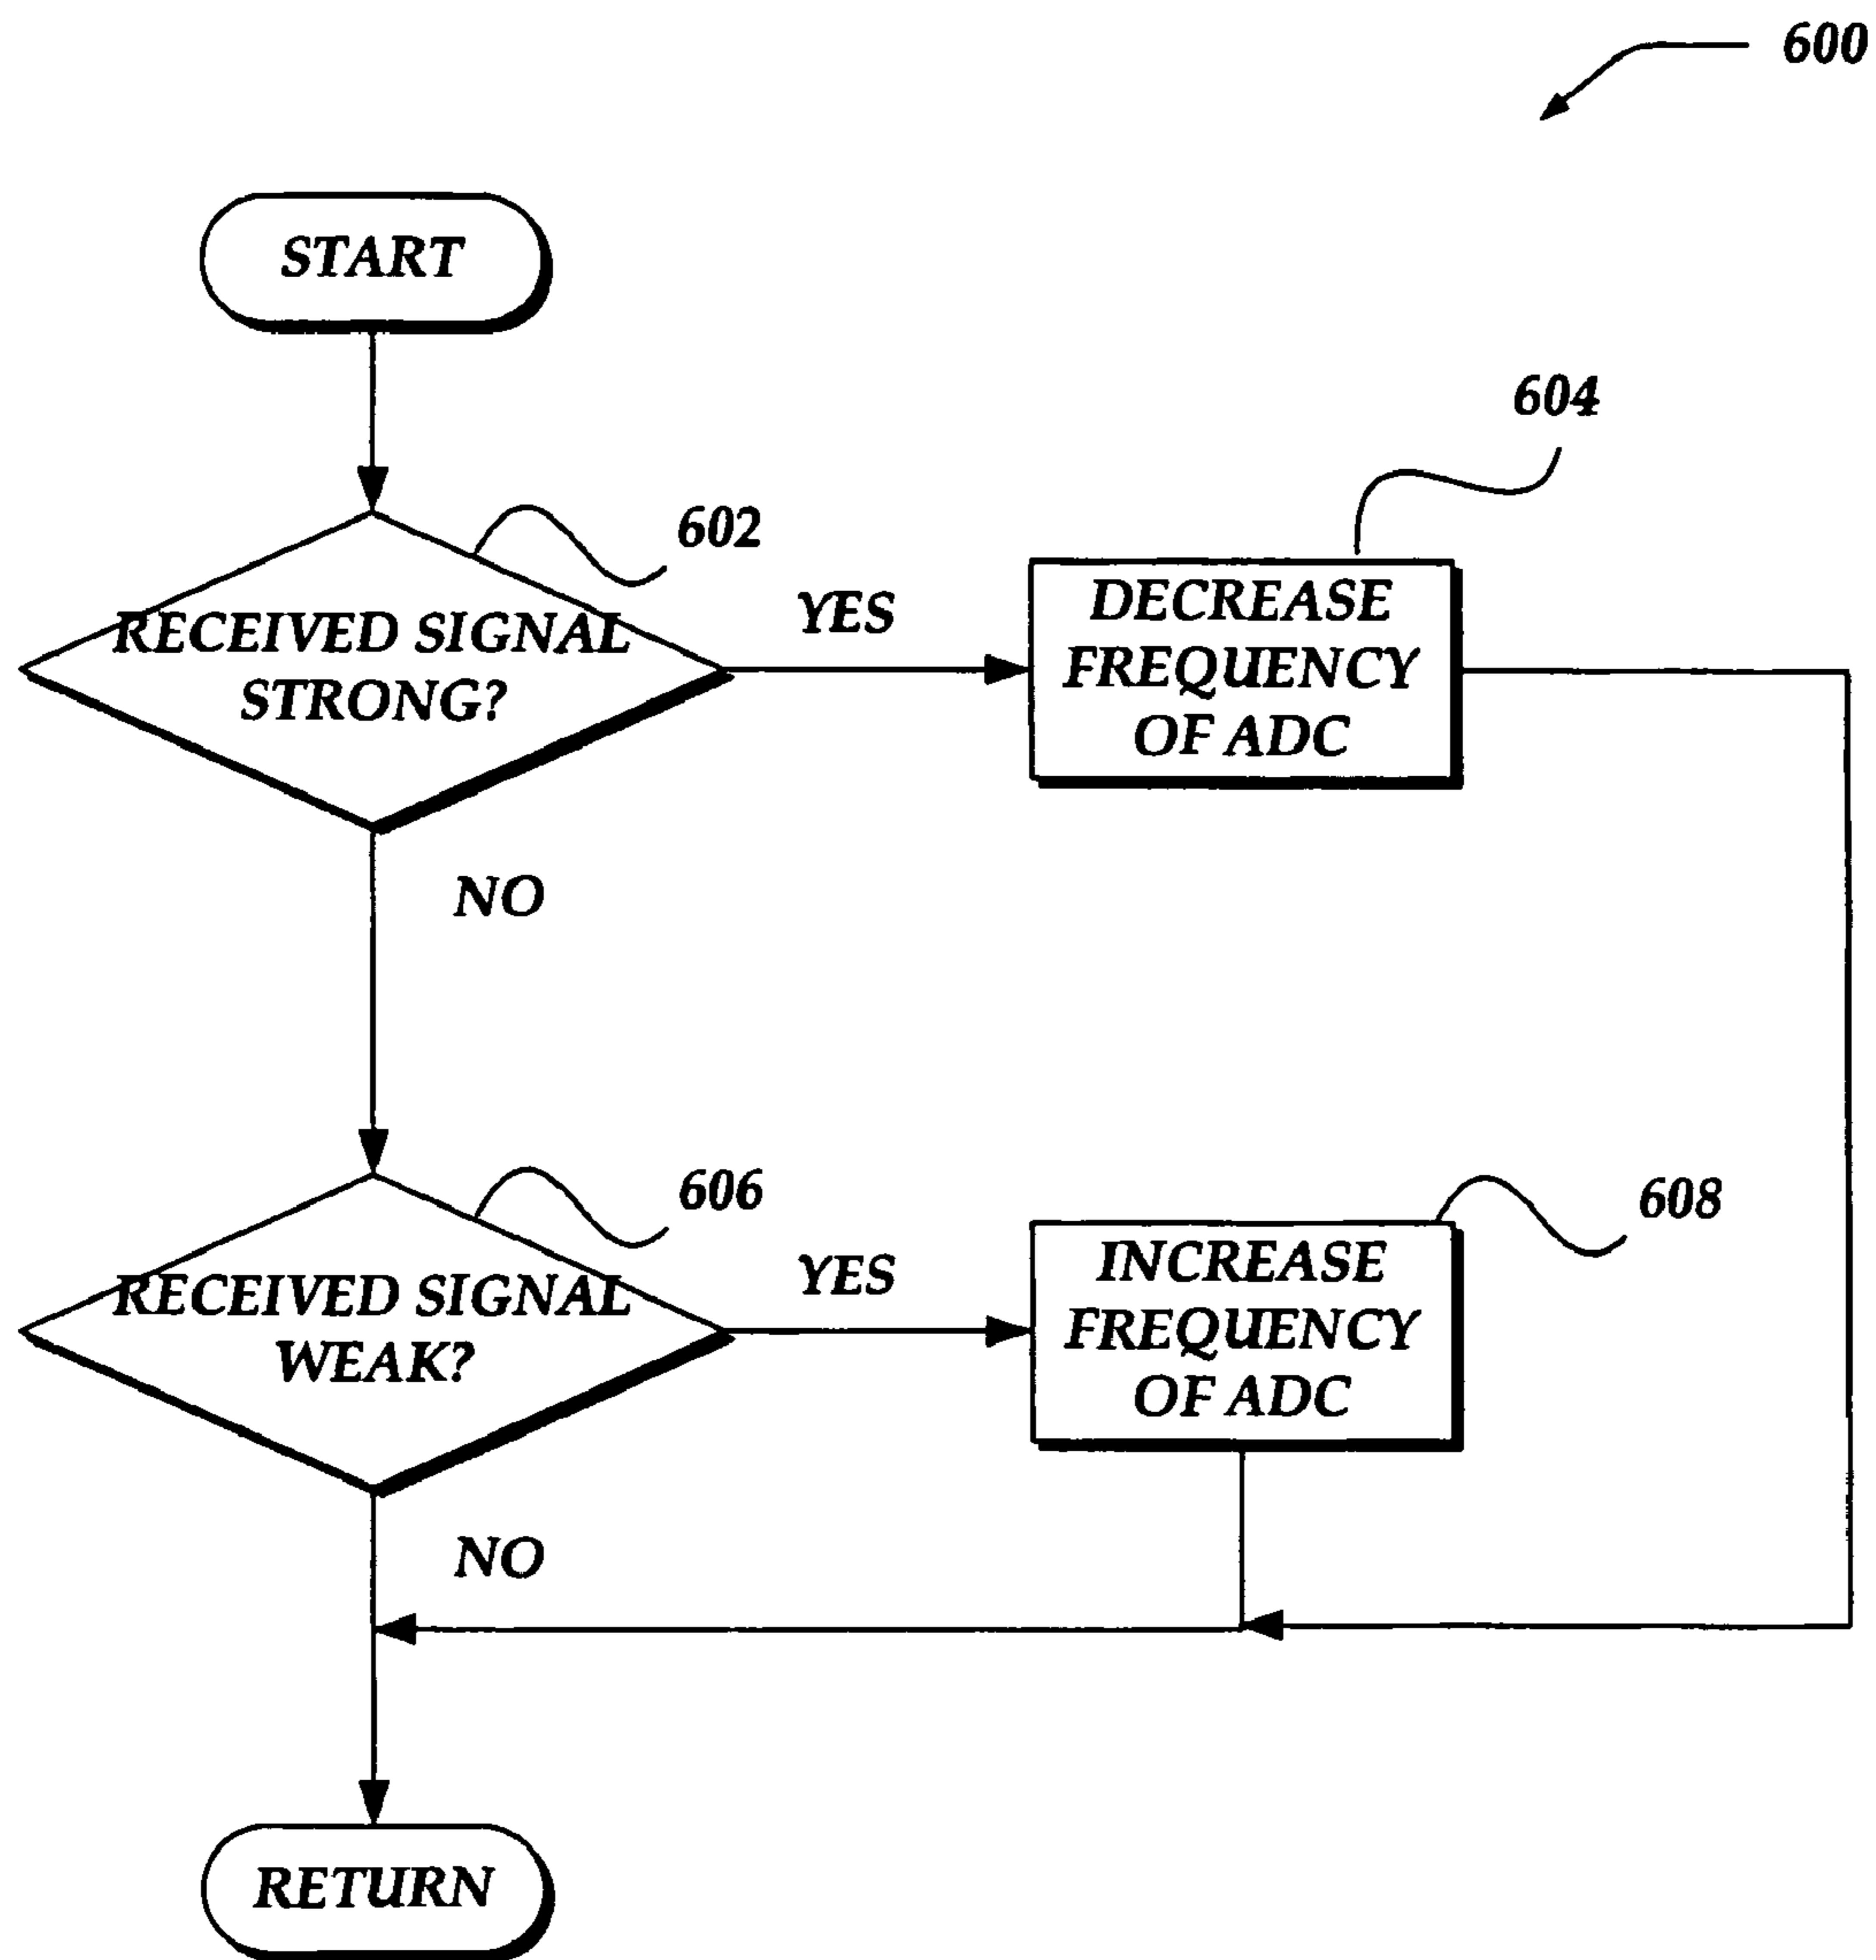 600
START
604
602
RECEIVED SIGNAL
STRONG?
YES
DECREASE
FREQUENCY
OF ADC
NO
606
608
RECEIVED SIGNAL
WEAK?
YES
INCREASE
FREQUENCY
OF ADC
NO
RETURN